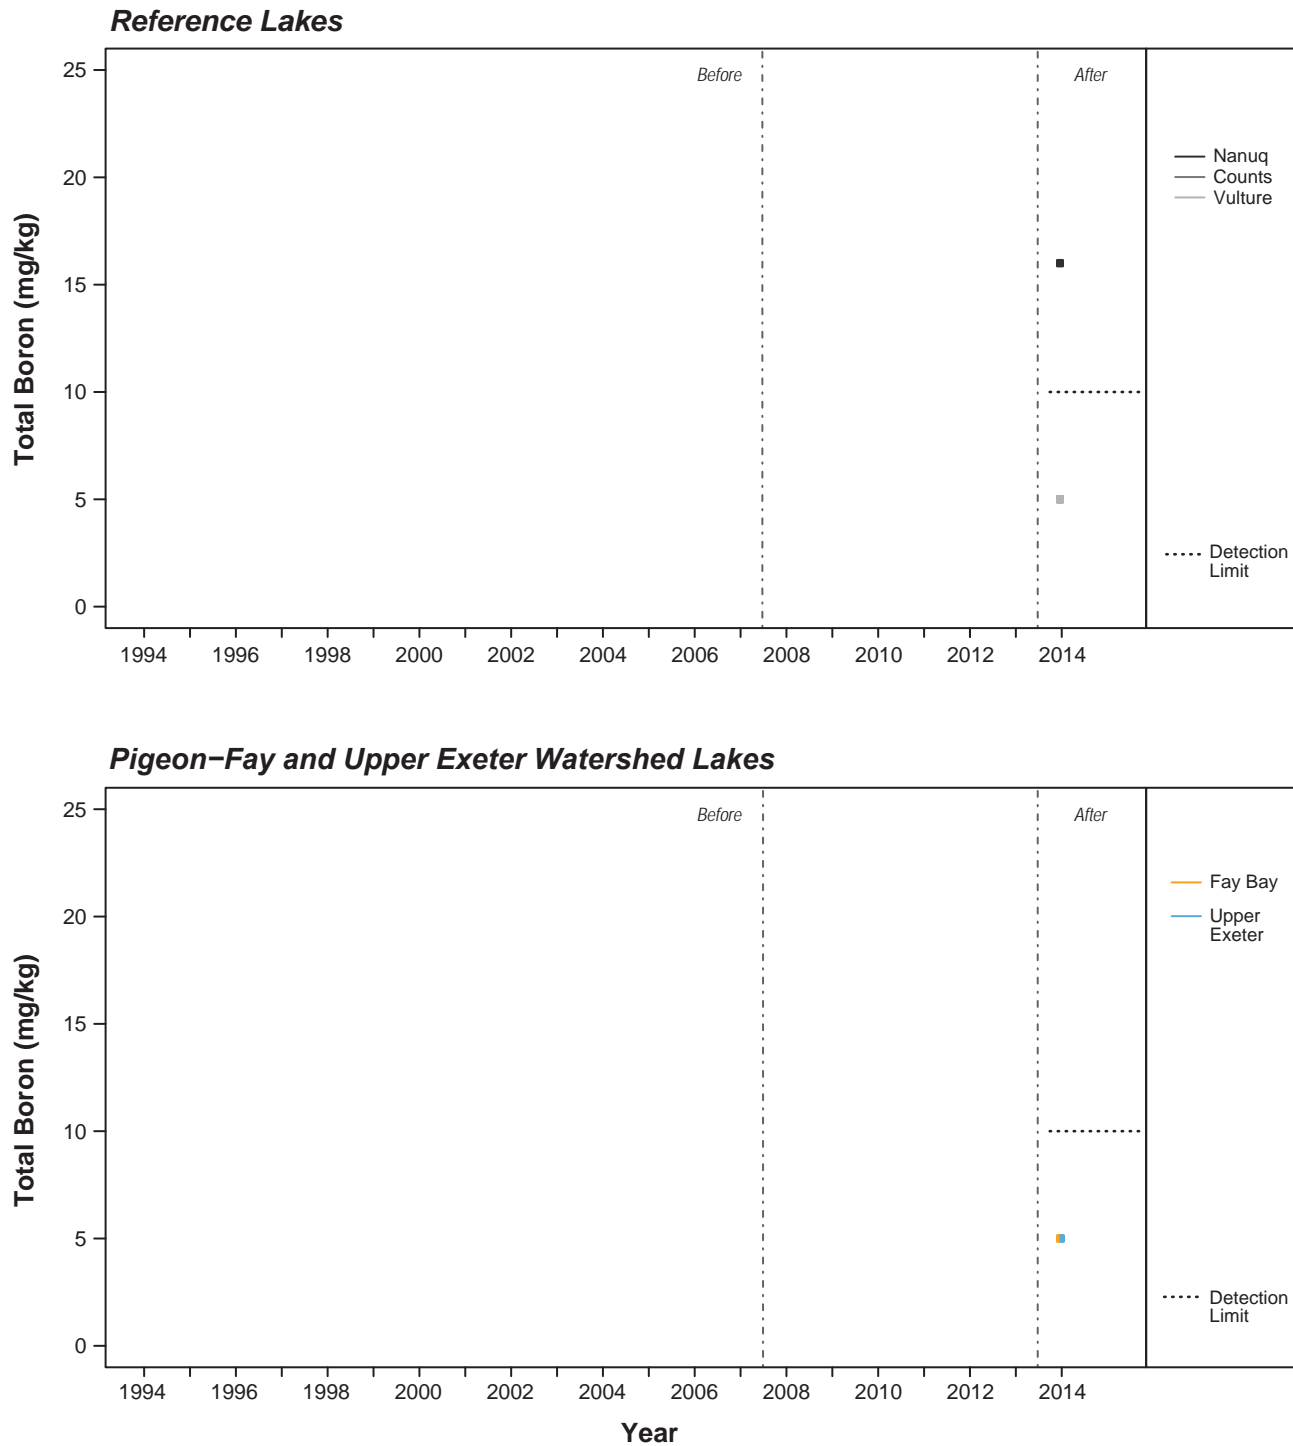 Reference Lakes
Total Boron (mg/kg)
25
20
15
10
5
0
Before
After
Nanuq
Counts
Vulture
Detection
Limit
1994 1996 1998 2000 2002 2004 2006 2008 2010 2012 2014
Pigeon−Fay and Upper Exeter Watershed Lakes
Total Boron (mg/kg)
25
20
15
10
5
0
Before
After
Fay Bay
Upper
Exeter
Detection
Limit
1994 1996 1998 2000 2002 2004 2006 2008 2010 2012 2014
Year